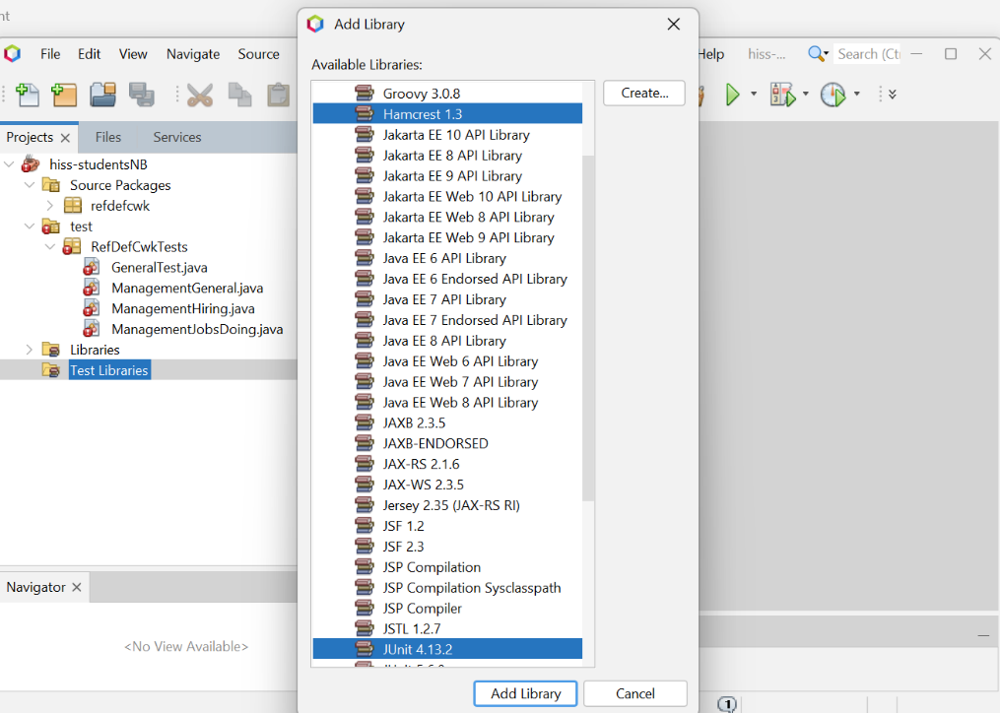 nt
Add Library
File Edit View Navigate Source
Help hiss-... Search (Ct
Available Libraries:
Create...
Projects Files Services
hiss-studentsNB
Source Packages
refdefcwk
test
RefDefCwkTests
GeneralTest.java
ManagementGeneral.java
ManagementHiring.java
ManagementJobsDoing.java
Libraries
Test Libraries
Groovy 3.0.8
Hamcrest 1.3
Jakarta EE 10 API Library
Jakarta EE 8 API Library
Jakarta EE 9 API Library
Jakarta EE Web 10 API Library
Jakarta EE Web 8 API Library
Jakarta EE Web 9 API Library
Java EE 6 API Library
Java EE 6 Endorsed API Library
Java EE 7 API Library
Java EE 7 Endorsed API Library
Java EE 8 API Library
Java EE Web 6 API Library
Java EE Web 7 API Library
Java EE Web 8 API Library
JAXB 2.3.5
JAXB-ENDORSED
JAX-RS 2.1.6
JAX-WS 2.3.5
Jersey 2.35 (JAX-RS RI)
JSF 1.2
JSF 2.3
JSP Compilation
JSP Compilation Sysclasspath
JSP Compiler
JSTL 1.2.7
JUnit 4.13.2
Navigator
<No View Available>
Add Library Cancel
1